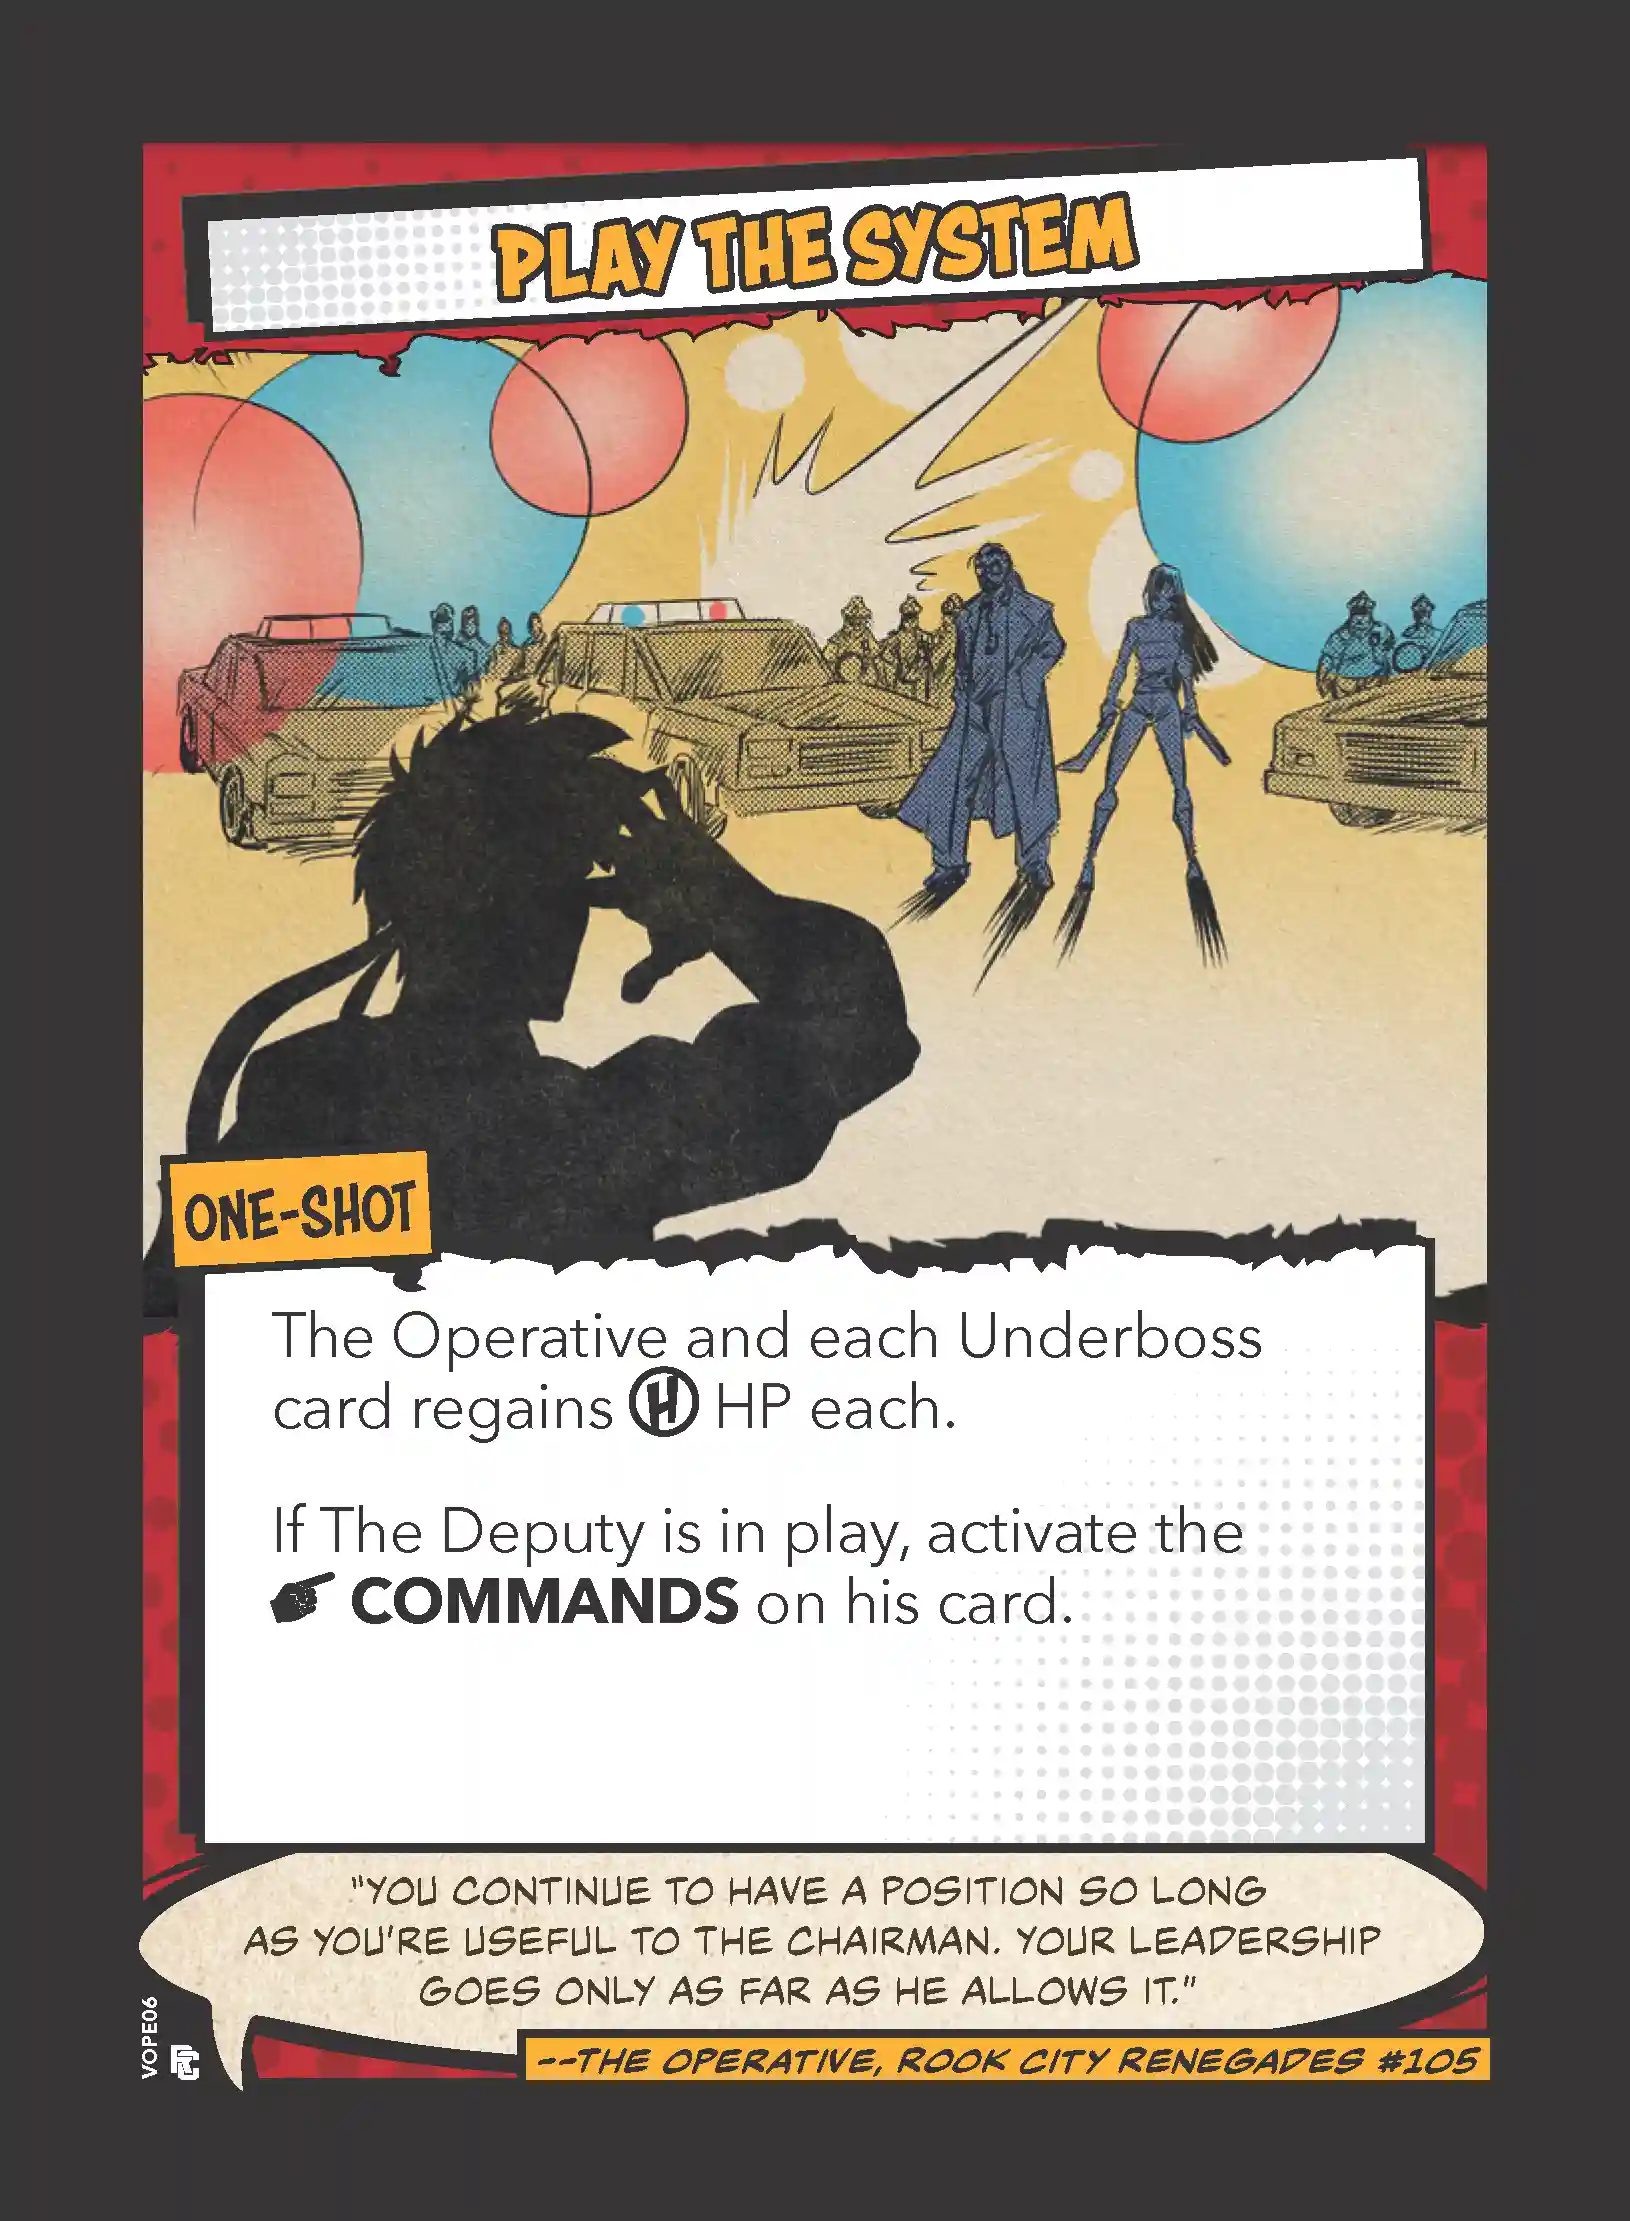 PLAY THE SYSTEM
ONE-SHOT
The Operative and each Underboss
card regains H HP each.
If The Deputy is in play, activate the
COMMANDS on his card.
"YOU CONTINUE TO HAVE A POSITION SO LONG
AS YOU'RE USEFUL TO THE CHAIRMAN. YOUR LEADERSHIP
GOES ONLY AS FAR AS HE ALLOWS IT."
--THE OPERATIVE, ROOK CITY RENEGADES #105
VOPE06